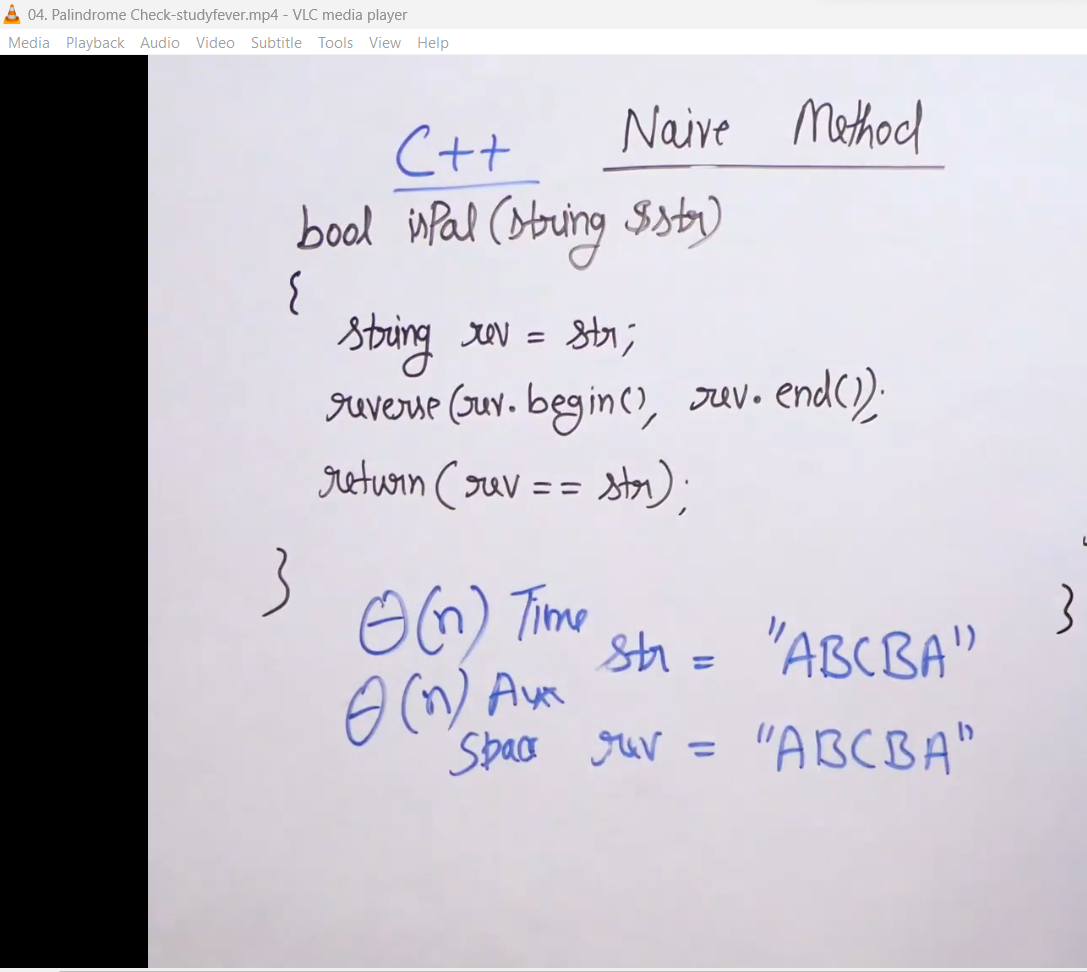 04. Palindrome Check-studyfever.mp4 - VLC media player
Media Playback Audio Video Subtitle Tools View Help
C++ Naive Method
bool isPal (string &str)
{
string rev = str;
reverse (rev.begin(), rev.end());
return (rev == str);
}
}
θ(n) Time
str = "ABCBA"
θ(n) Aux
Space
rev = "ABCBA"